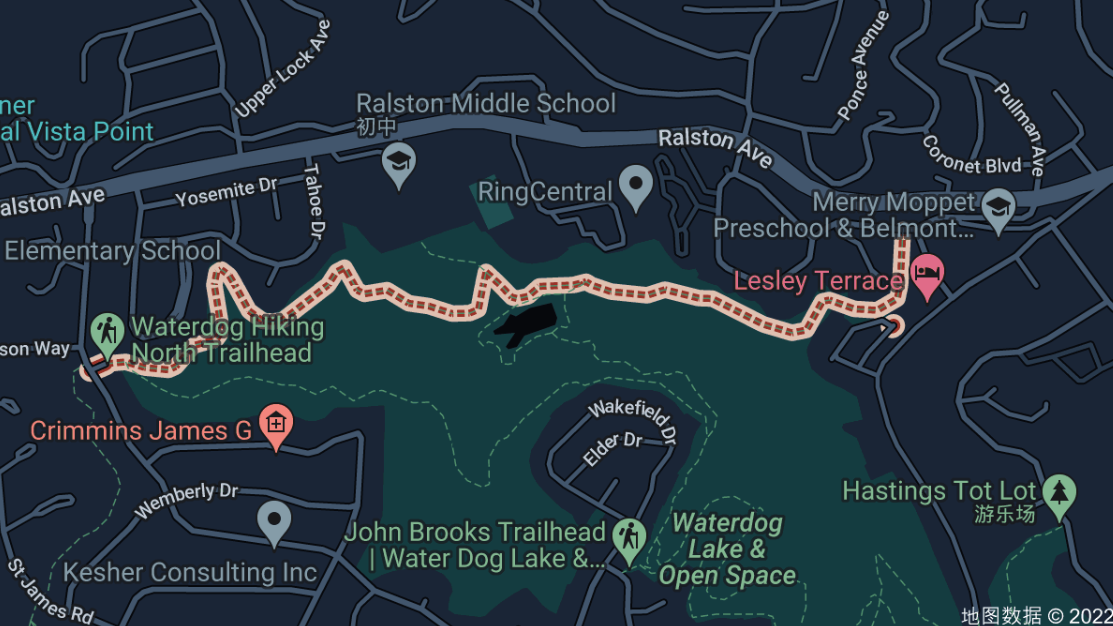 Upper Lock Ave
Ponce Avenue
Pullman Ave
ner
al Vista Point
Ralston Middle School
初中
Ralston Ave
Coronet Blvd
alston Ave
Yosemite Dr
Tahoe Dr
RingCentral
Merry Moppet
Preschool & Belmont...
Elementary School
Lesley Terrace
Waterdog Hiking
North Trailhead
son Way
Crimmins James G
Wakefield Dr
Elder Dr
Wemberly Dr
Hastings Tot Lot
游乐场
John Brooks Trailhead
| Water Dog Lake &...
Waterdog
Lake &
Open Space
Kesher Consulting Inc
St James Rd
地图数据 © 2022